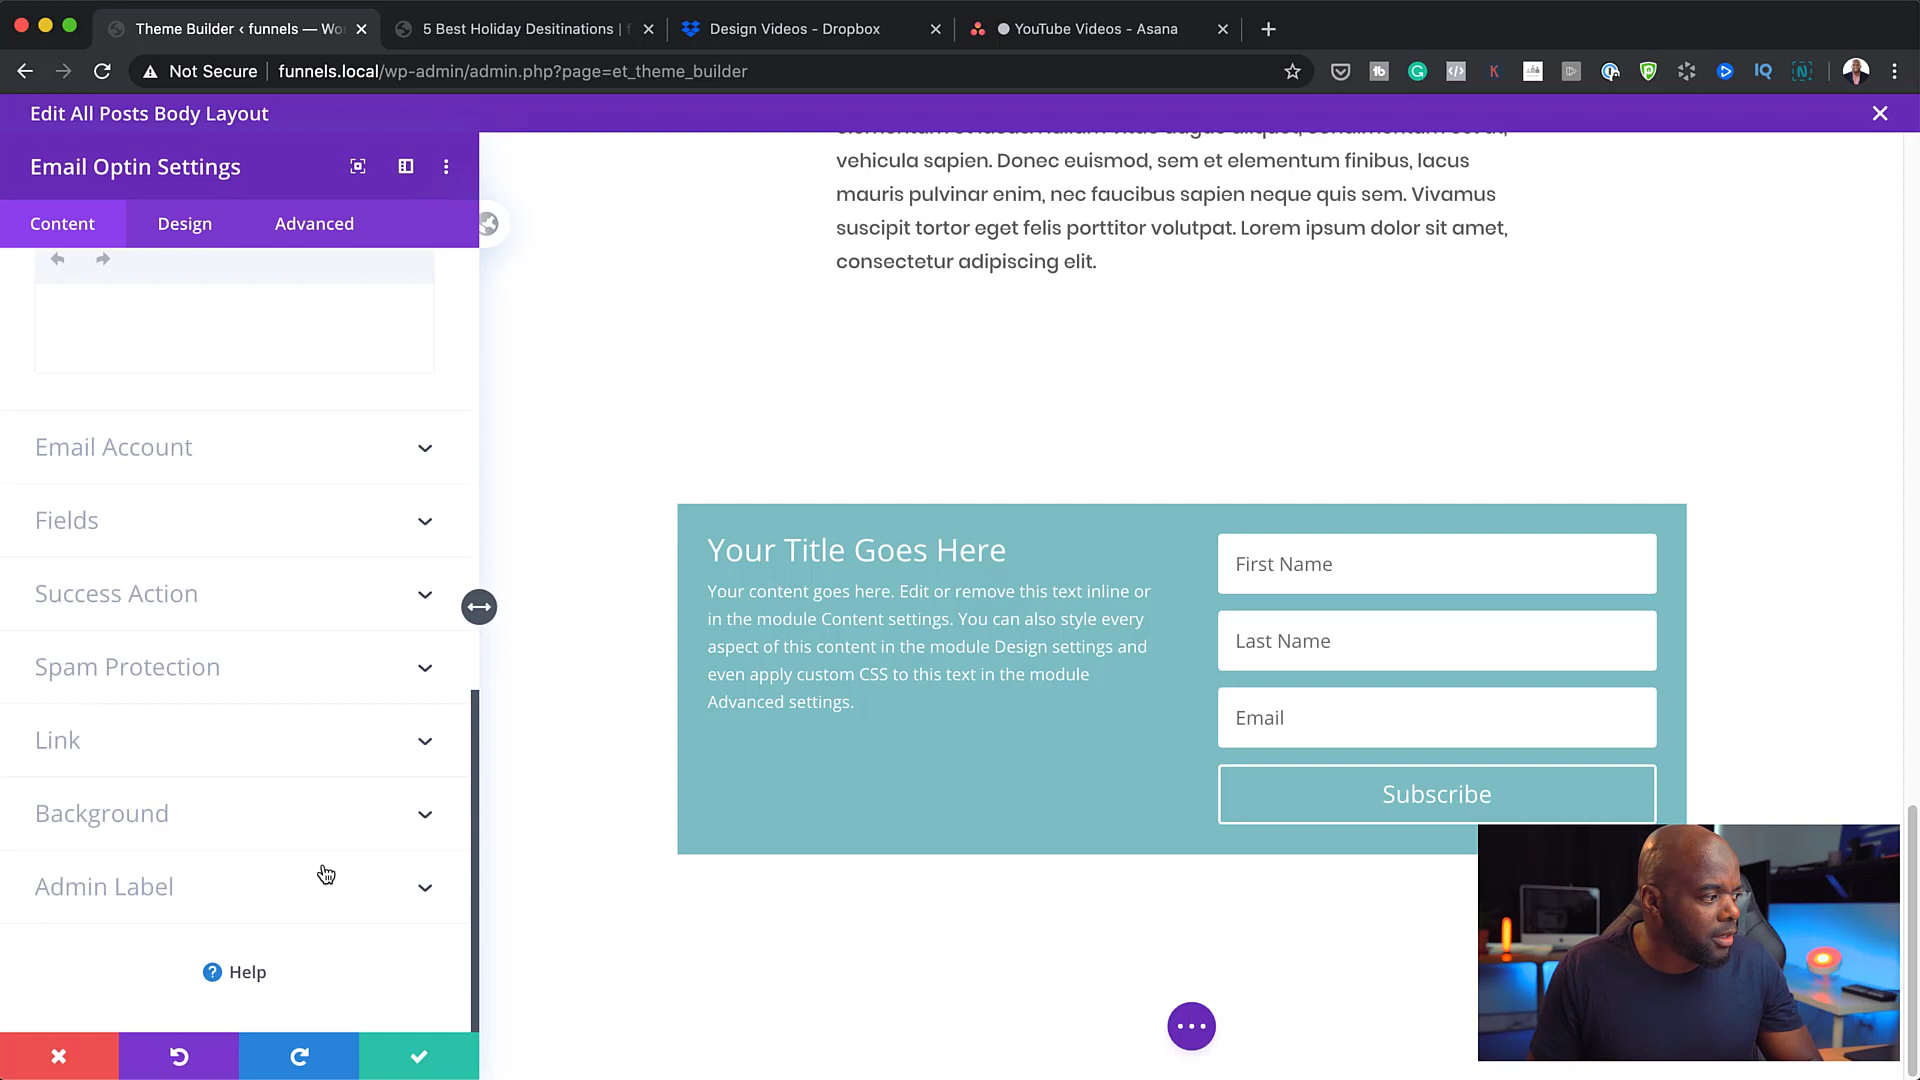 Theme Builder ‹ funnels — Wo
5 Best Holiday Desitinations |
Design Videos - Dropbox
YouTube Videos - Asana
Not Secure
funnels.local/wp-admin/admin.php?page=et_theme_builder
Edit All Posts Body Layout
Email Optin Settings
Content
Design
Advanced
Email Account
Fields
Success Action
Spam Protection
Link
Background
Admin Label
Help
vehicula sapien. Donec euismod, sem et elementum finibus, lacus
mauris pulvinar enim, nec faucibus sapien neque quis sem. Vivamus
suscipit tortor eget felis porttitor volutpat. Lorem ipsum dolor sit amet,
consectetur adipiscing elit.
Your Title Goes Here
Your content goes here. Edit or remove this text inline or
in the module Content settings. You can also style every
aspect of this content in the module Design settings and
even apply custom CSS to this text in the module
Advanced settings.
First Name
Last Name
Email
Subscribe